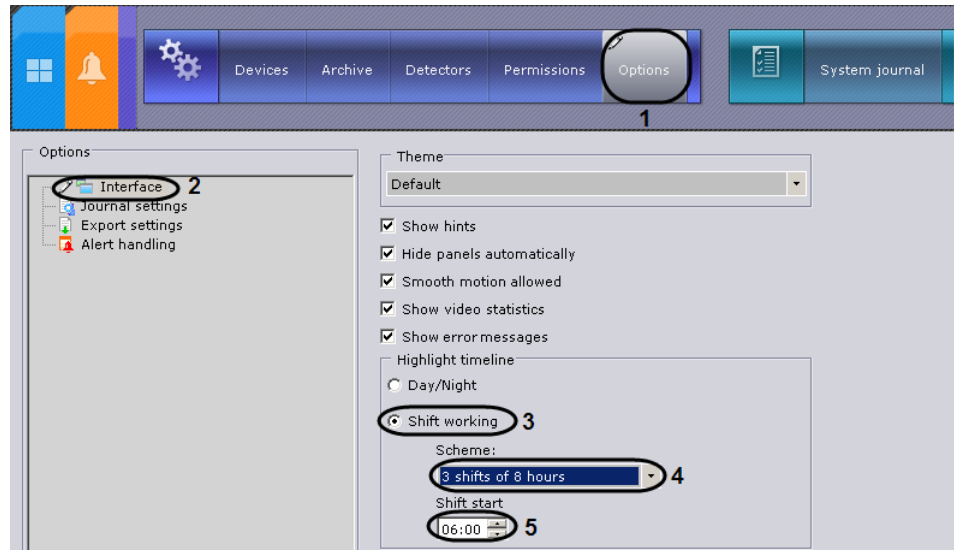 Devices Archive Detectors Permissions Options System journal
1
Options
Interface 2
Journal settings
Export settings
Alert handling
Theme
Default
Show hints
Hide panels automatically
Smooth motion allowed
Show video statistics
Show error messages
Highlight timeline
Day/Night
Shift working 3
Scheme:
3 shifts of 8 hours 4
Shift start
06:00 5